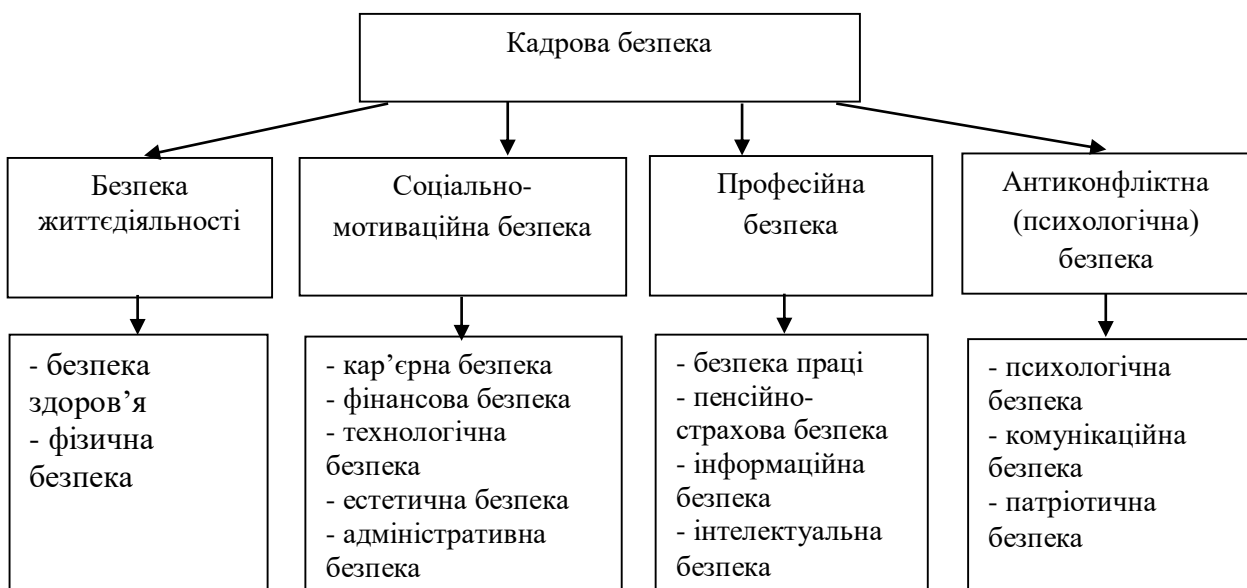 Кадрова безпека
Безпека
життєдіяльності
Соціально-
мотиваційна безпека
Професійна
безпека
Антиконфліктна
(психологічна)
безпека
- безпека
здоров’я
- фізична
безпека
- кар’єрна безпека
- фінансова безпека
- технологічна
безпека
- естетична безпека
- адміністративна
безпека
- безпека праці
- пенсійно-
страхова безпека
- інформаційна
безпека
- інтелектуальна
безпека
- психологічна
безпека
- комунікаційна
безпека
- патріотична
безпека